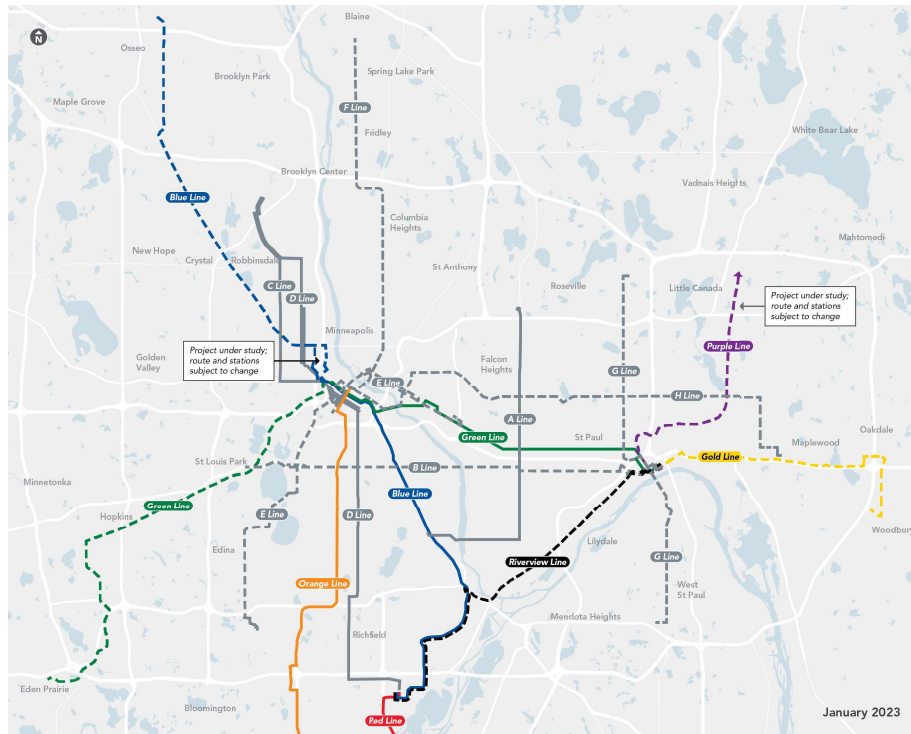 N
Blaine
Osseo
Brooklyn Park
Spring Lake Park
Maple Grove
F Line
Fridley
White Bear Lake
Brooklyn Center
Vadnais Heights
Blue Line
Columbia
Heights
Mahtomedi
New Hope
Crystal
Robbinsdale
St Anthony
C Line
D Line
Roseville
Little Canada
Project under study;
route and stations
subject to change
Minneapolis
Purple Line
Project under study;
route and stations
subject to change
Golden
Valley
Falcon
Heights
G Line
E Line
H Line
A Line
Green Line
St Paul
Oakdale
Maplewood
Gold Line
St Louis Park
B Line
Minnetonka
Blue Line
Green Line
Hopkins
E Line
D Line
Woodbury
Edina
Lilydale
G Line
Riverview Line
Orange Line
West
St Paul
Mendota Heights
Richfield
Eden Prairie
Bloomington
Red Line
January 2023